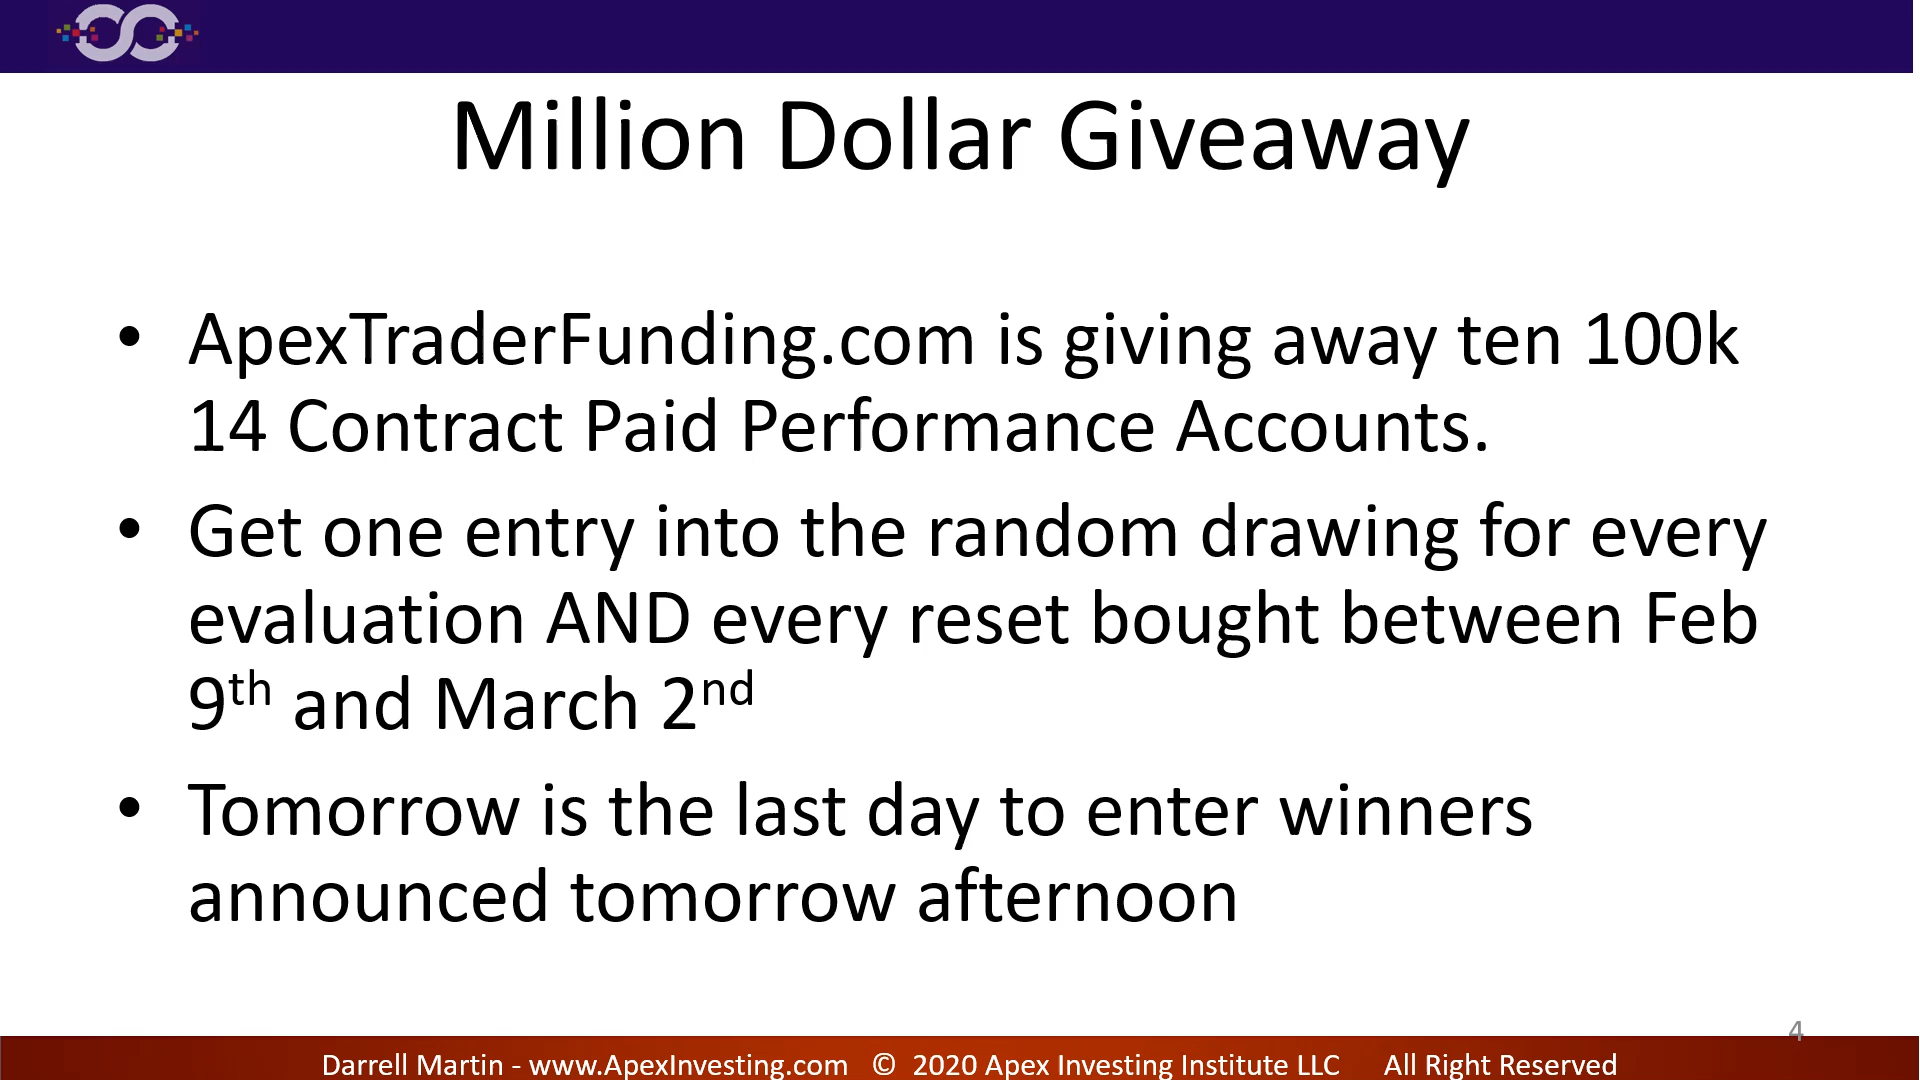 Million Dollar Giveaway
• ApexTraderFunding.com is giving away ten 100k
14 Contract Paid Performance Accounts.
• Get one entry into the random drawing for every
evaluation AND every reset bought between Feb
9th and March 2nd
• Tomorrow is the last day to enter winners
announced tomorrow afternoon
4
Darrell Martin - www.ApexInvesting.com © 2020 Apex Investing Institute LLC All Right Reserved